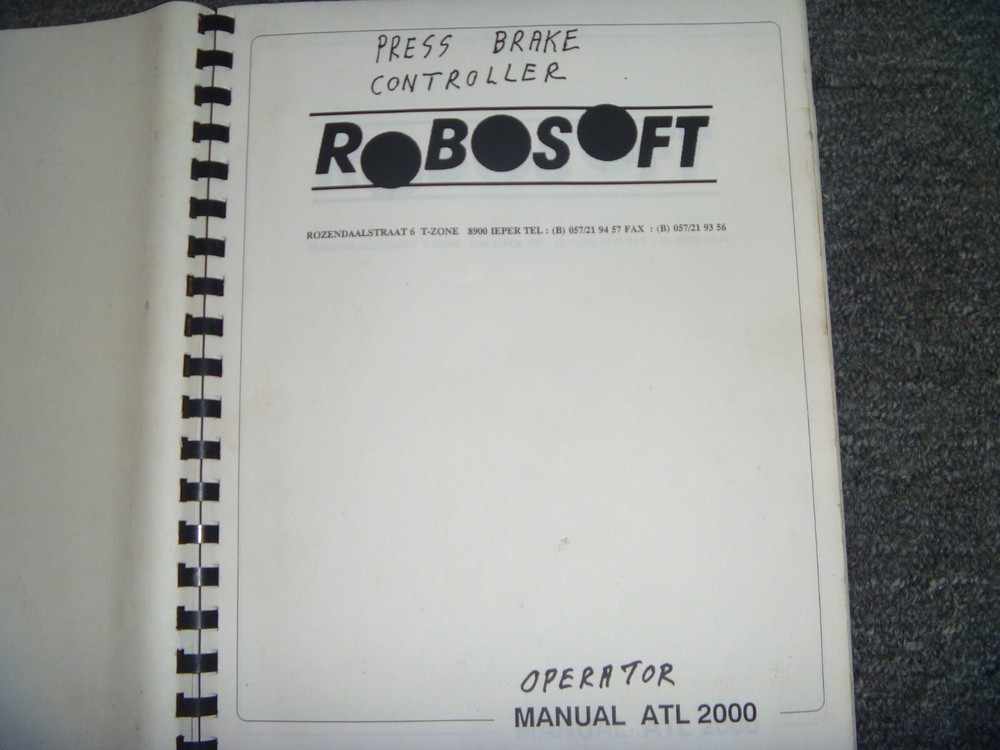 PRESS BRAKE
CONTROLLER
ROBOSOFT
ROZENDAALSTRAAT 6 T-ZONE 8900 IEPER TEL : (B) 057/21 94 57 FAX : (B) 057/21 93 56
OPERATOR
MANUAL ATL 2000